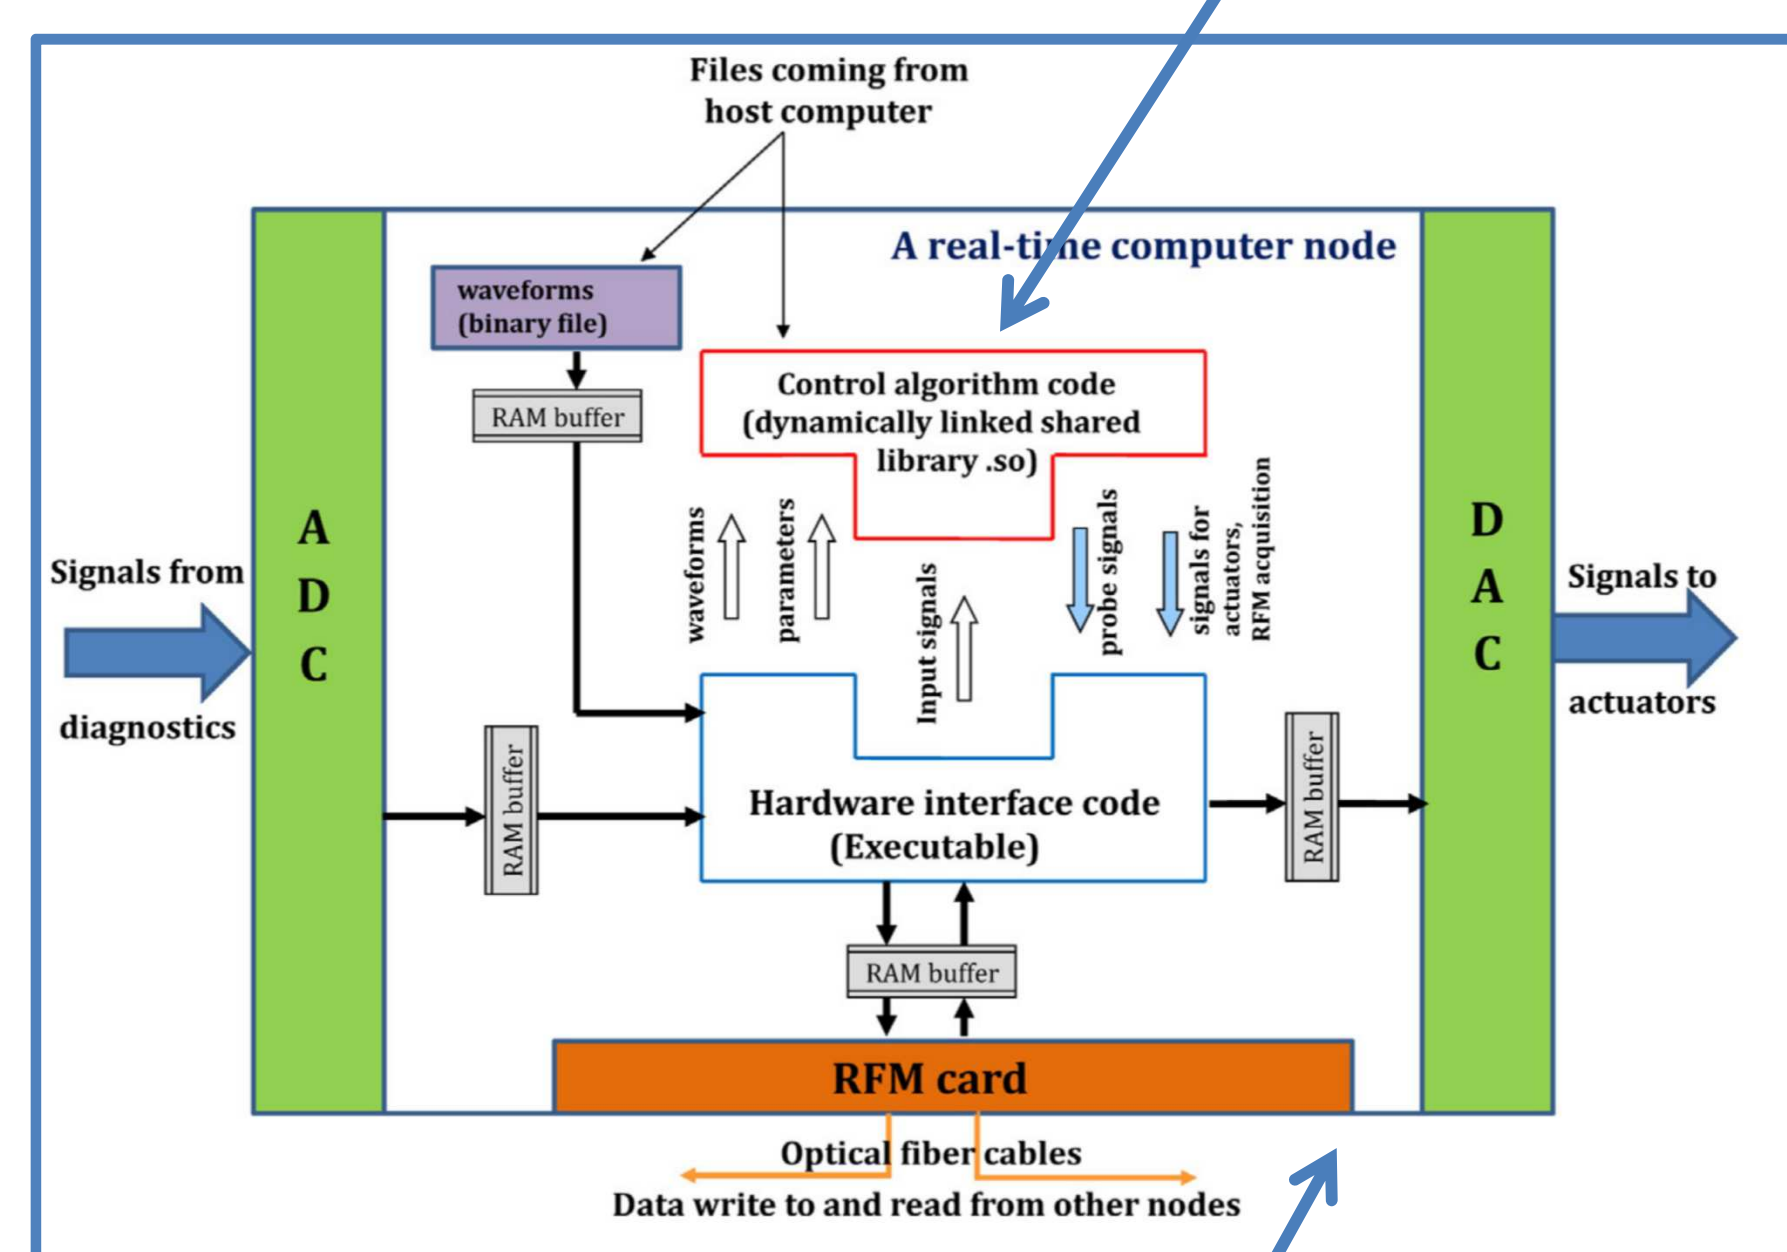 Files coming from
host computer
A real-time computer node
waveforms
(binary file)
RAM buffer
Control algorithm code
(dynamically linked shared
library .so)
A
D
C
Signals from
diagnostics
waveforms
parameters
Input signals
probe signals
signals for
actuators,
RFM acquisition
D
A
C
Signals to
actuators
RAM buffer
Hardware interface code
(Executable)
RAM buffer
RAM buffer
RFM card
Optical fiber cables
Data write to and read from other nodes